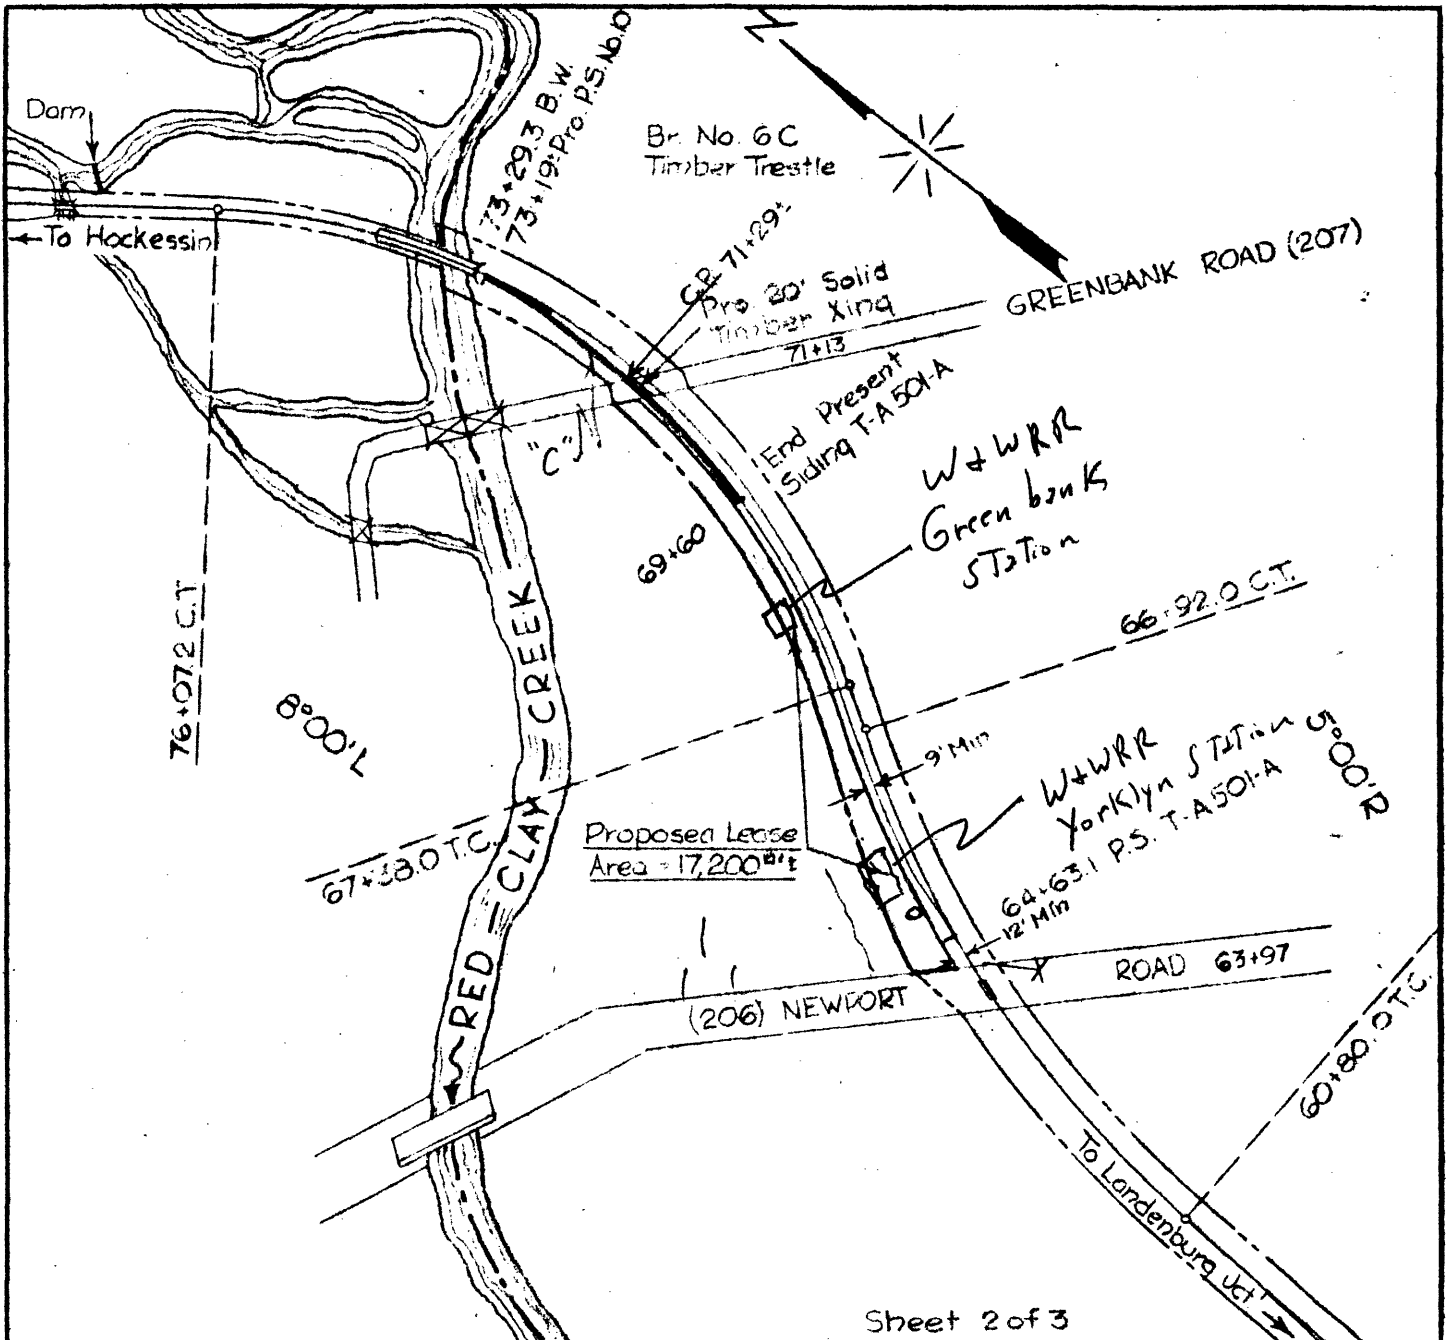 N
Dam
73+29.3 B.W.
73+19± Pro. P.S. No. 10
Br. No. 6C
Timber Trestle
To Hockessin
C.P. 71+29±
Pro. 20' Solid
Timber Xing
71+13
GREENBANK ROAD (207)
End Present
Siding T-A 501-A
"C"
W+WRR
Greenbank
Station
69+60
66+92.0 C.T.
76+07.2 C.T.
8°00'L
CREEK
CLAY
RED
67+38.0 T.C.
9' Min
W+WRR
Yorklyn Station
5°00'R
Proposed Lease
Area = 17,200
64+63.1 P.S. T-A 501-A
12' Min
(206) NEWPORT
ROAD 63+97
60+80.0 T.C.
To Landenburg Jct
Sheet 2 of 3